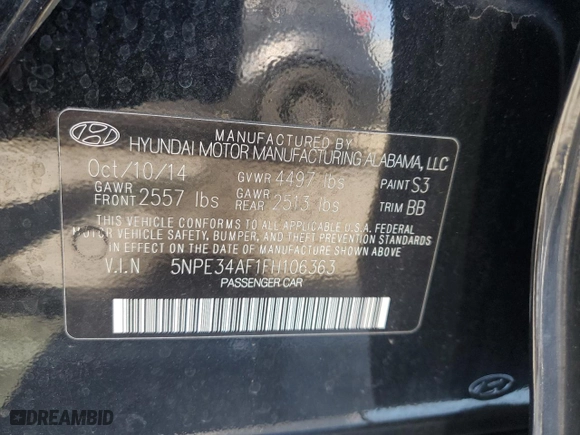 MANUFACTURED BY
HYUNDAI MOTOR MANUFACTURING ALABAMA, LLC
Oct/10/14 GVWR 4497 lbs PAINT S3
GAWR FRONT 2557 lbs GAWR REAR 2513 lbs TRIM BB
THIS VEHICLE CONFORMS TO ALL APPLICABLE U.S.A. FEDERAL
MOTOR VEHICLE SAFETY, BUMPER, AND THEFT PREVENTION STANDARDS
IN EFFECT ON THE DATE OF MANUFACTURE SHOWN ABOVE
V.I.N 5NPE34AF1FH106363
PASSENGER CAR
DREAMBID